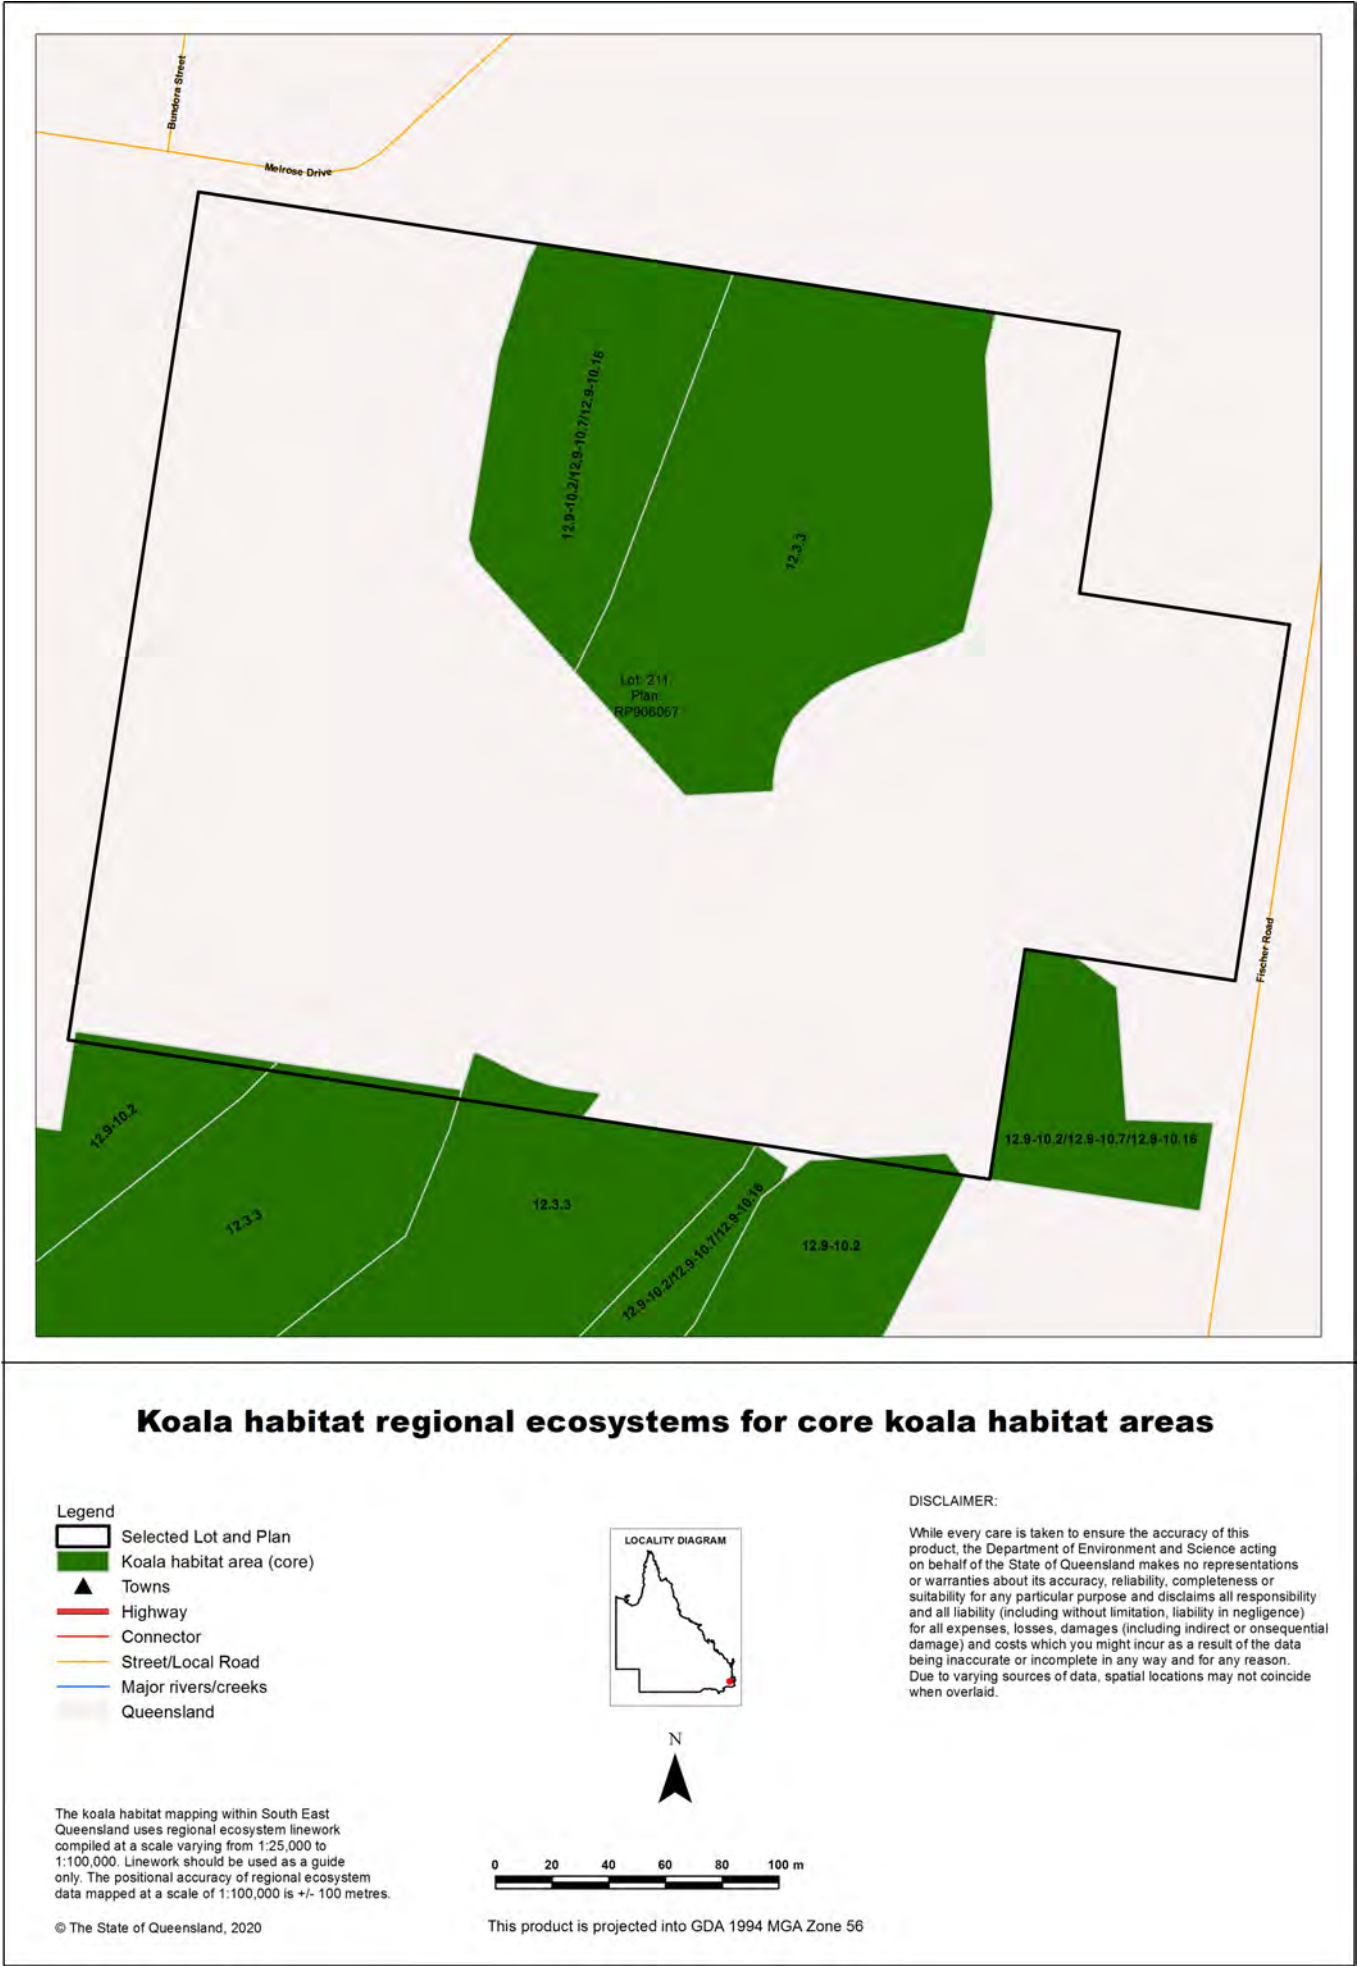 Bundora Street
Melrose Drive
12.9-10.2/12.9-10.7/12.9-10.16
12.3.3
Lot: 211
Plan:
RP906067
Fischer Road
12.9-10.2
12.3.3
12.3.3
12.9-10.2/12.9-10.7/12.9-10.16
12.9-10.2
12.9-10.2/12.9-10.7/12.9-10.16
Koala habitat regional ecosystems for core koala habitat areas
Legend
Selected Lot and Plan
Koala habitat area (core)
Towns
Highway
Connector
Street/Local Road
Major rivers/creeks
Queensland
The koala habitat mapping within South East
Queensland uses regional ecosystem linework
compiled at a scale varying from 1:25,000 to
1:100,000. Linework should be used as a guide
only. The positional accuracy of regional ecosystem
data mapped at a scale of 1:100,000 is +/- 100 metres.
© The State of Queensland, 2020
LOCALITY DIAGRAM
N
0 20 40 60 80 100 m
This product is projected into GDA 1994 MGA Zone 56
DISCLAIMER:
While every care is taken to ensure the accuracy of this
product, the Department of Environment and Science acting
on behalf of the State of Queensland makes no representations
or warranties about its accuracy, reliability, completeness or
suitability for any particular purpose and disclaims all responsibility
and all liability (including without limitation, liability in negligence)
for all expenses, losses, damages (including indirect or onsequential
damage) and costs which you might incur as a result of the data
being inaccurate or incomplete in any way and for any reason.
Due to varying sources of data, spatial locations may not coincide
when overlaid.